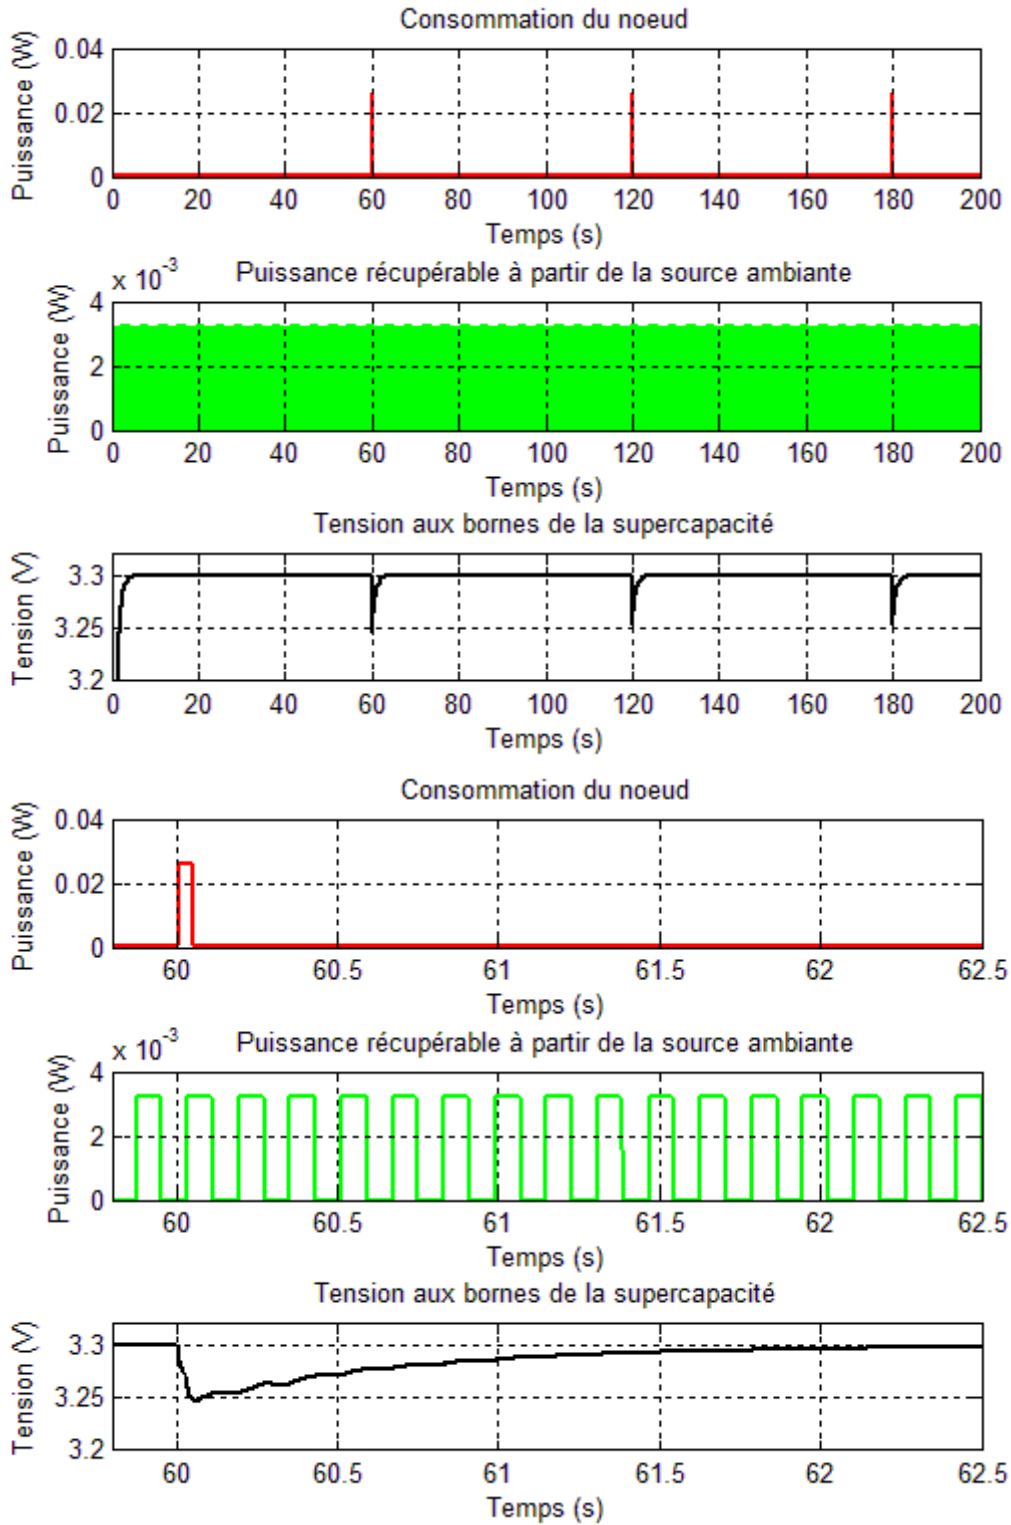 Consommation du noeud
Puissance (W)
0.04
0.02
0
0 20 40 60 80 100 120 140 160 180 200
Temps (s)
x 10^-3
Puissance récupérable à partir de la source ambiante
Puissance (W)
4
2
0
0 20 40 60 80 100 120 140 160 180 200
Temps (s)
Tension aux bornes de la supercapacité
Tension (V)
3.3
3.25
3.2
0 20 40 60 80 100 120 140 160 180 200
Temps (s)
Consommation du noeud
Puissance (W)
0.04
0.02
0
60 60.5 61 61.5 62 62.5
Temps (s)
x 10^-3
Puissance récupérable à partir de la source ambiante
Puissance (W)
4
2
0
60 60.5 61 61.5 62 62.5
Temps (s)
Tension aux bornes de la supercapacité
Tension (V)
3.3
3.25
3.2
60 60.5 61 61.5 62 62.5
Temps (s)